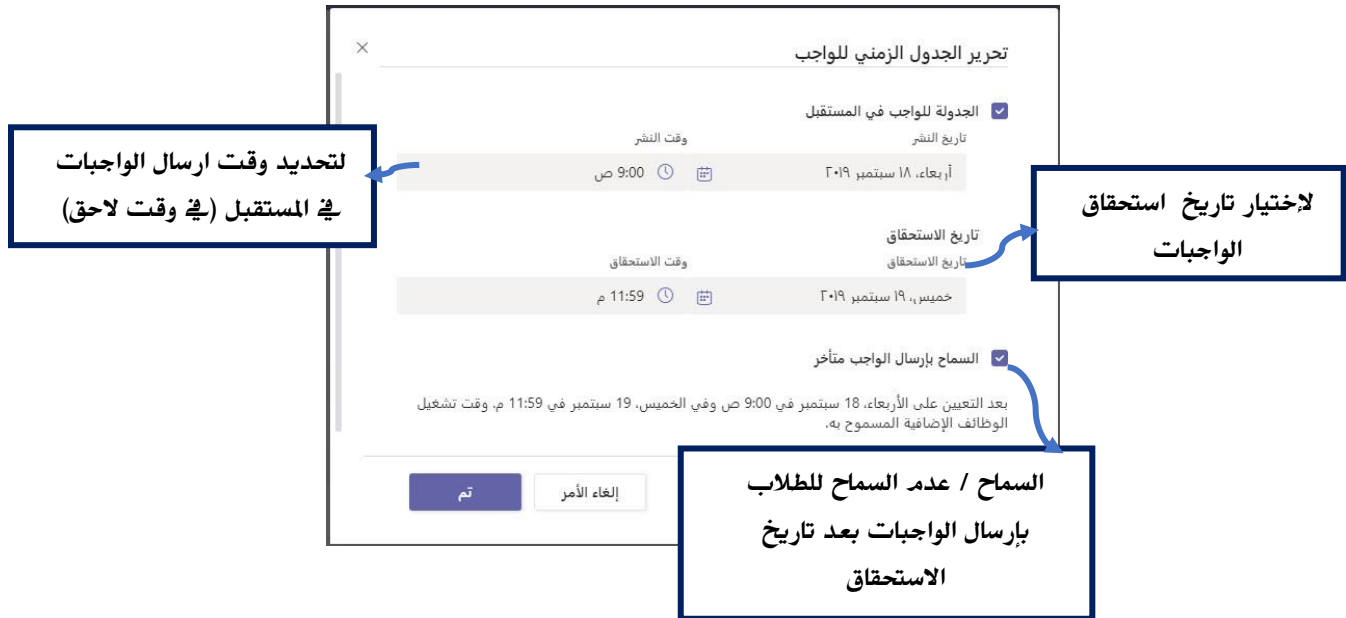 تحرير الجدول الزمني للواجب
الجدولة للواجب في المستقبل
تاريخ النشر
وقت النشر
أربعاء، ١٨ سبتمبر ٢٠١٩
9:00 ص
تاريخ الاستحقاق
تاريخ الاستحقاق
وقت الاستحقاق
خميس، ١٩ سبتمبر ٢٠١٩
11:59 م
السماح بإرسال الواجب متأخر
بعد التعيين على الأربعاء، 18 سبتمبر في 9:00 ص وفي الخميس، 19 سبتمبر في 11:59 م. وقت تشغيل
الوظائف الإضافية المسموح به.
إلغاء الأمر
تم
لإختيار تاريخ استحقاق
الواجبات
لتحديد وقت ارسال الواجبات
في المستقبل (في وقت لاحق)
السماح / عدم السماح للطلاب
بإرسال الواجبات بعد تاريخ
الاستحقاق